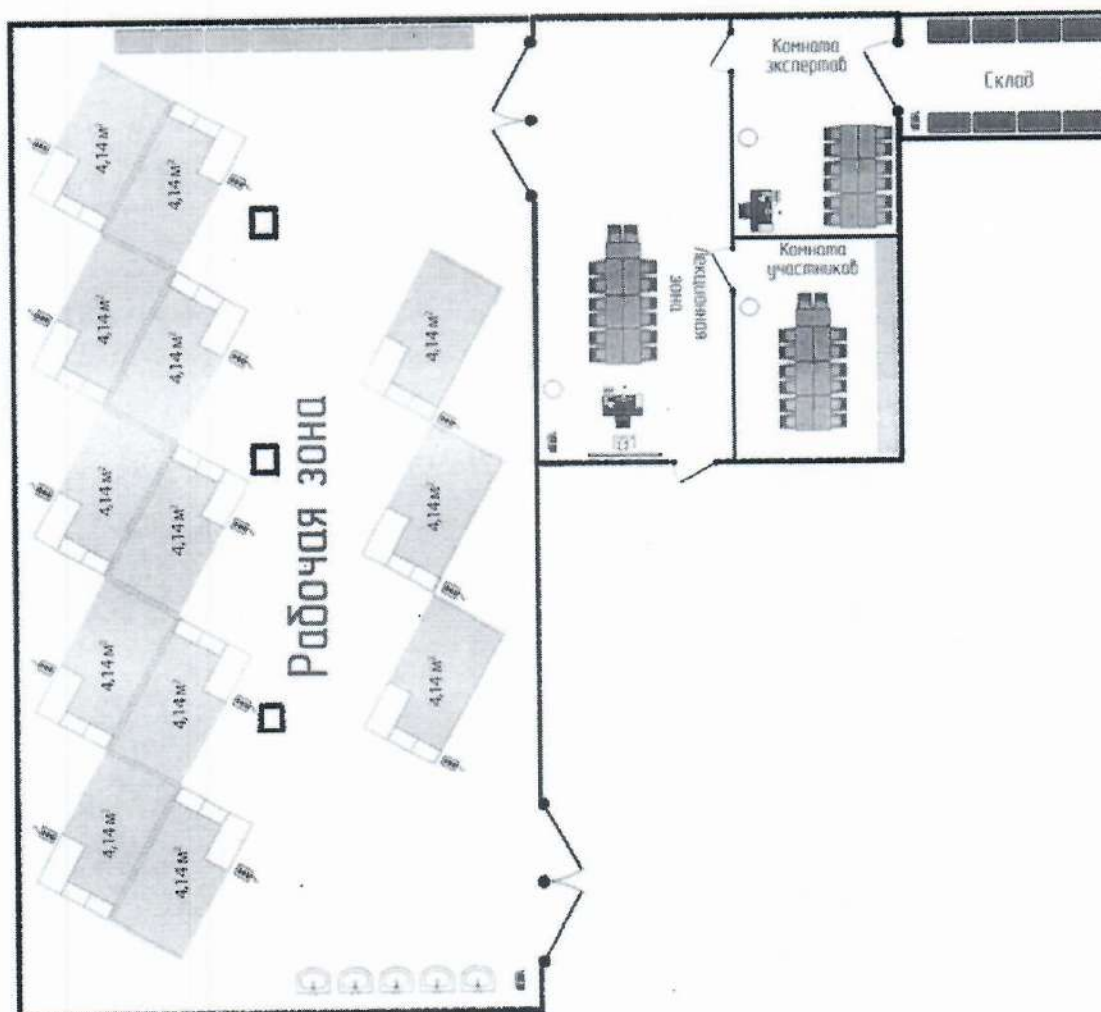 Комната
экспертов
Склад
4,14 м²
4,14 м²
Комната
участников
Лекционная
зона
4,14 м²
4,14 м²
4,14 м²
Рабочая зона
4,14 м²
4,14 м²
4,14 м²
4,14 м²
4,14 м²
4,14 м²
4,14 м²
4,14 м²